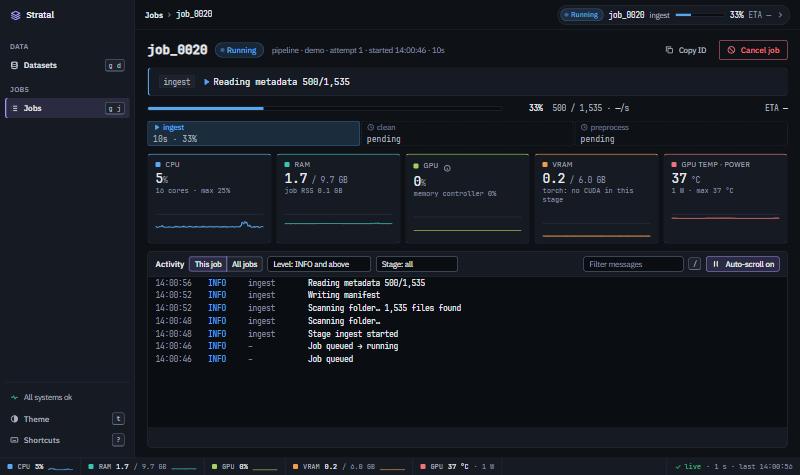 Stratal
Jobs › job_0020
Running job_0020 ingest 33% ETA —
DATA
Datasets g d
JOBS
Jobs g j
job_0020 Running pipeline · demo · attempt 1 · started 14:00:46 · 10s
Copy ID Cancel job
ingest Reading metadata 500/1,535
33% 500 / 1,535 · —/s ETA —
ingest
10s · 33%
clean
pending
preprocess
pending
CPU
5%
16 cores · max 25%
RAM
1.7 / 9.7 GB
job RSS 0.1 GB
GPU
0%
memory controller 0%
VRAM
0.2 / 6.0 GB
torch: no CUDA in this
stage
GPU TEMP · POWER
37 °C
1 W · max 37 °C
Activity This job All jobs Level: INFO and above Stage: all Filter messages / Auto-scroll on
14:00:56 INFO ingest Reading metadata 500/1,535
14:00:52 INFO ingest Writing manifest
14:00:52 INFO ingest Scanning folder… 1,535 files found
14:00:48 INFO ingest Scanning folder…
14:00:48 INFO ingest Stage ingest started
14:00:46 INFO – Job queued → running
14:00:46 INFO – Job queued
All systems ok
Theme t
Shortcuts ?
CPU 5% RAM 1.7 / 9.7 GB GPU 0% VRAM 0.2 / 6.0 GB GPU 37 °C · 1 W live · 1 s · last 14:00:56